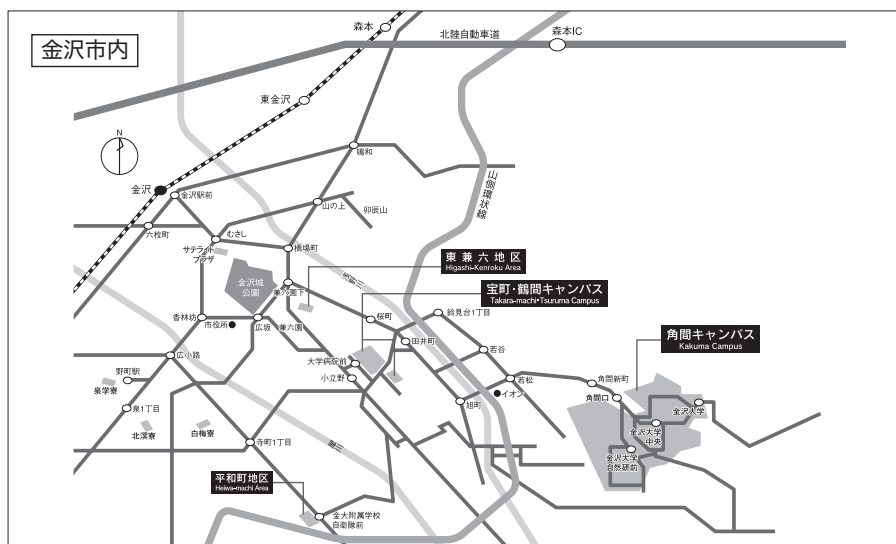 金沢市内
森本
北陸自動車道
森本IC
東金沢
N
鳴和
金沢
金沢駅前
山側環状線
山の上
卯辰山
六枚町
むさし
サテライト
プラザ
橋場町
東兼六地区
Higashi-Kenroku Area
金沢城
公園
浅野川
宝町・鶴間キャンパス
Takara-machi・Tsuruma Campus
兼六園下
香林坊
市役所
広坂
兼六園
桜町
鈴見台1丁目
角間キャンパス
Kakuma Campus
田井町
若谷
広小路
大学病院前
小立野
野町駅
泉学寮
若松
イオン
角間新町
角間口
旭町
泉1丁目
金沢大学
北溟寮
白梅寮
金沢大学
中央
寺町1丁目
犀川
金沢大学
自然研前
平和町地区
Heiwa-machi Area
金大附属学校
自衛隊前